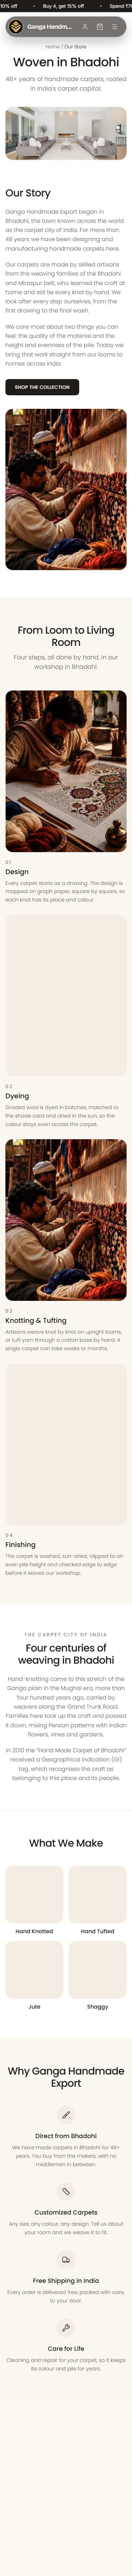 10% off • Buy 4, get 15% off •
Ganga Handm...
Home / Our Store
Woven in Bhadohi
48+ years of handmade carpets, rooted
in India's carpet capital.
Our Story
Ganga Handmade Export began in
Bhadohi, the town known across the world
as the carpet city of India. For more than
48 years we have been designing and
manufacturing handmade carpets here.
Our carpets are made by skilled artisans
from the weaving families of the Bhadohi
and Mirzapur belt, who learned the craft at
home and still tie every knot by hand. We
look after every step ourselves, from the
first drawing to the final wash.
We care most about two things you can
feel: the quality of the material and the
height and evenness of the pile. Today we
bring that work straight from our looms to
homes across India.
SHOP THE COLLECTION
From Loom to Living
Room
Four steps, all done by hand, in our
workshop in Bhadohi.
01
Design
Every carpet starts as a drawing. The design is
mapped on graph paper, square by square, so
each knot has its place and colour.
02
Dyeing
Graded wool is dyed in batches, matched to
the shade card and dried in the sun, so the
colour stays even across the carpet.
03
Knotting & Tufting
Artisans weave knot by knot on upright looms,
or tuft yarn through a cotton base by hand. A
single carpet can take weeks or months.
04
Finishing
The carpet is washed, sun-dried, clipped to an
even pile height and checked edge to edge
before it leaves our workshop.
THE CARPET CITY OF INDIA
Four centuries of
weaving in Bhadohi
Hand-knotting came to this stretch of the
Ganga plain in the Mughal era, more than
four hundred years ago, carried by
weavers along the Grand Trunk Road.
Families here took up the craft and passed
it down, mixing Persian patterns with Indian
flowers, vines and gardens.
In 2010 the "Hand Made Carpet of Bhadohi"
received a Geographical Indication (GI)
tag, which recognises the craft as
belonging to this place and its people.
What We Make
Hand Knotted
Hand Tufted
Jute
Shaggy
Why Ganga Handmade
Export
Direct from Bhadohi
We have made carpets in Bhadohi for 48+
years. You buy from the makers, with no
middlemen in between.
Customized Carpets
Any size, any colour, any design. Tell us about
your room and we weave it to fit.
Free Shipping in India
Every order is delivered free, packed with care,
to your door.
Care for Life
Cleaning and repair for your carpet, so it keeps
its colour and pile for years.